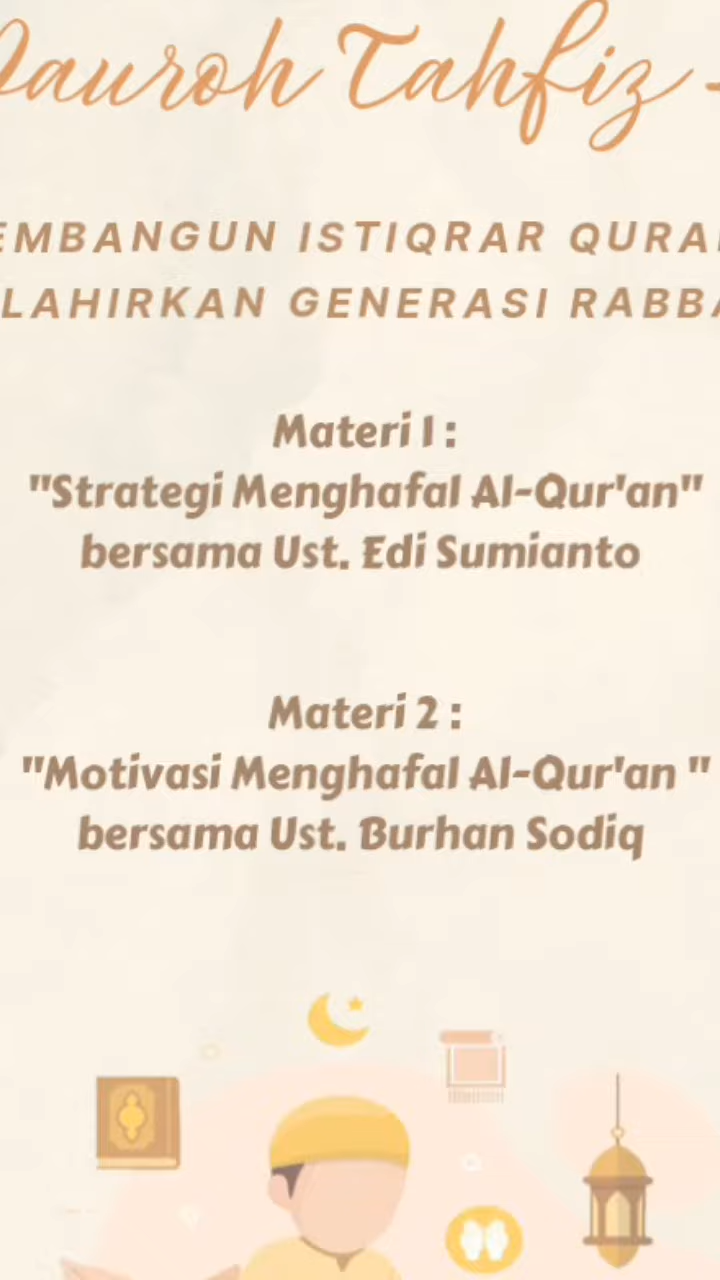 Dauroh Tahfiz -
EMBANGUN ISTIQRAR QURA
LAHIRKAN GENERASI RABBA
Materi 1 :
"Strategi Menghafal Al-Qur'an"
bersama Ust. Edi Sumianto
Materi 2 :
"Motivasi Menghafal Al-Qur'an "
bersama Ust. Burhan Sodiq